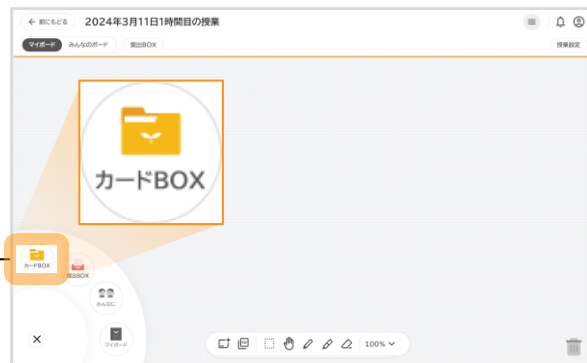 ← 前にもどる 2024年3月11日1時間目の授業
マイボード みんなのボード 提出BOX 授業設定
カードBOX
カードBOX
提出BOX
みんなに
マイボード
100%